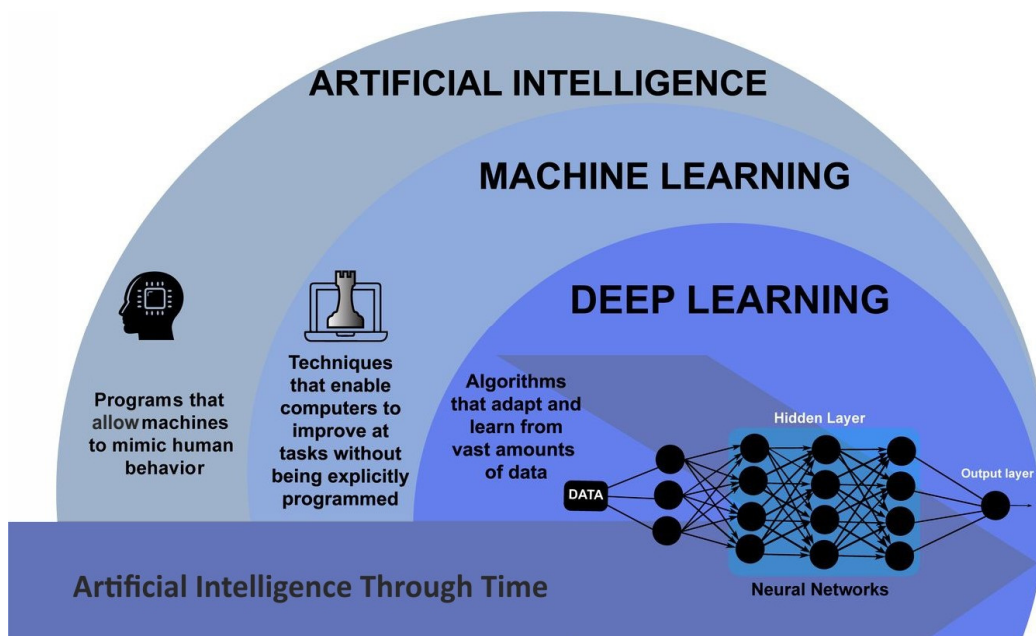 ARTIFICIAL INTELLIGENCE
MACHINE LEARNING
DEEP LEARNING
Programs that
allow machines
to mimic human
behavior
Techniques
that enable
computers to
improve at
tasks without
being explicitly
programmed
Algorithms
that adapt and
learn from
vast amounts
of data
DATA
Hidden Layer
Output layer
Neural Networks
Artificial Intelligence Through Time